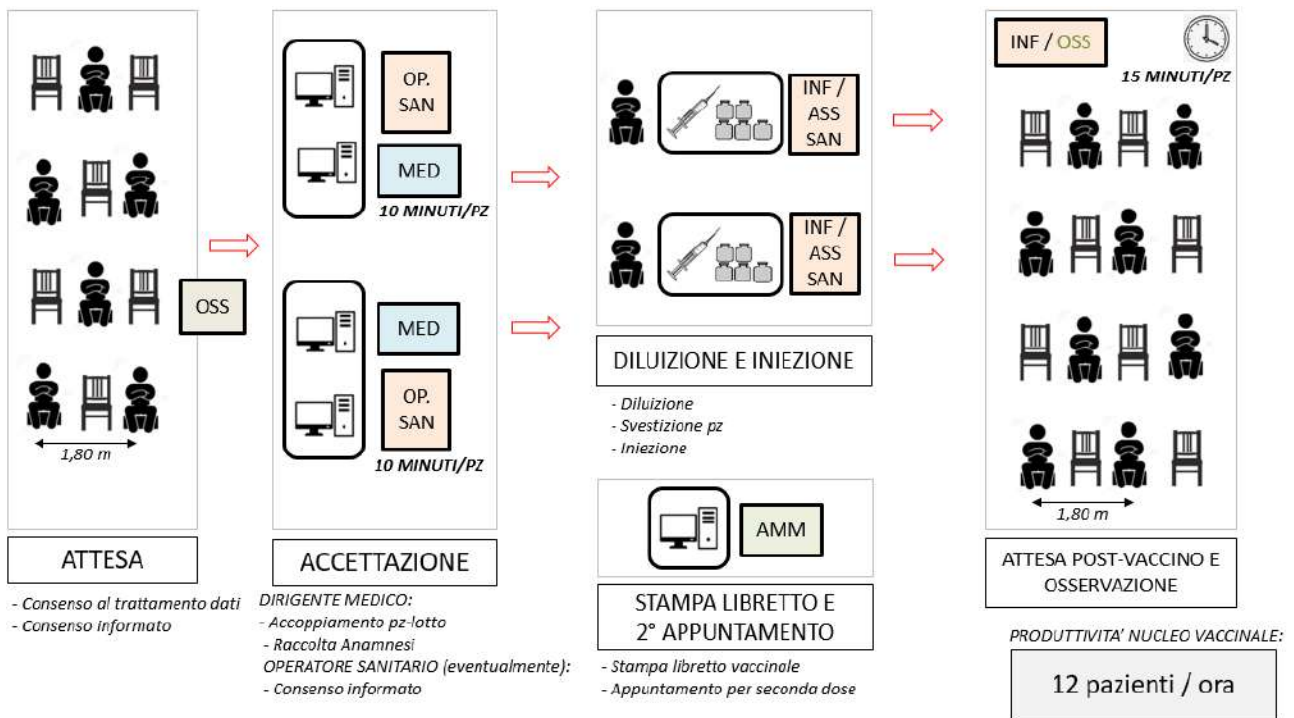 OSS
1,80 m
ATTESA
- Consenso al trattamento dati
- Consenso informato
OP.
SAN
MED
10 MINUTI/PZ
MED
OP.
SAN
10 MINUTI/PZ
ACCETTAZIONE
DIRIGENTE MEDICO:
- Accoppiamento pz-lotto
- Raccolta Anamnesi
OPERATORE SANITARIO (eventualmente):
- Consenso informato
INF /
ASS
SAN
INF /
ASS
SAN
DILUIZIONE E INIEZIONE
- Diluizione
- Svestizione pz
- Iniezione
AMM
STAMPA LIBRETTO E
2° APPUNTAMENTO
- Stampa libretto vaccinale
- Appuntamento per seconda dose
INF / OSS
15 MINUTI/PZ
1,80 m
ATTESA POST-VACCINO E
OSSERVAZIONE
PRODUTTIVITA' NUCLEO VACCINALE:
12 pazienti / ora